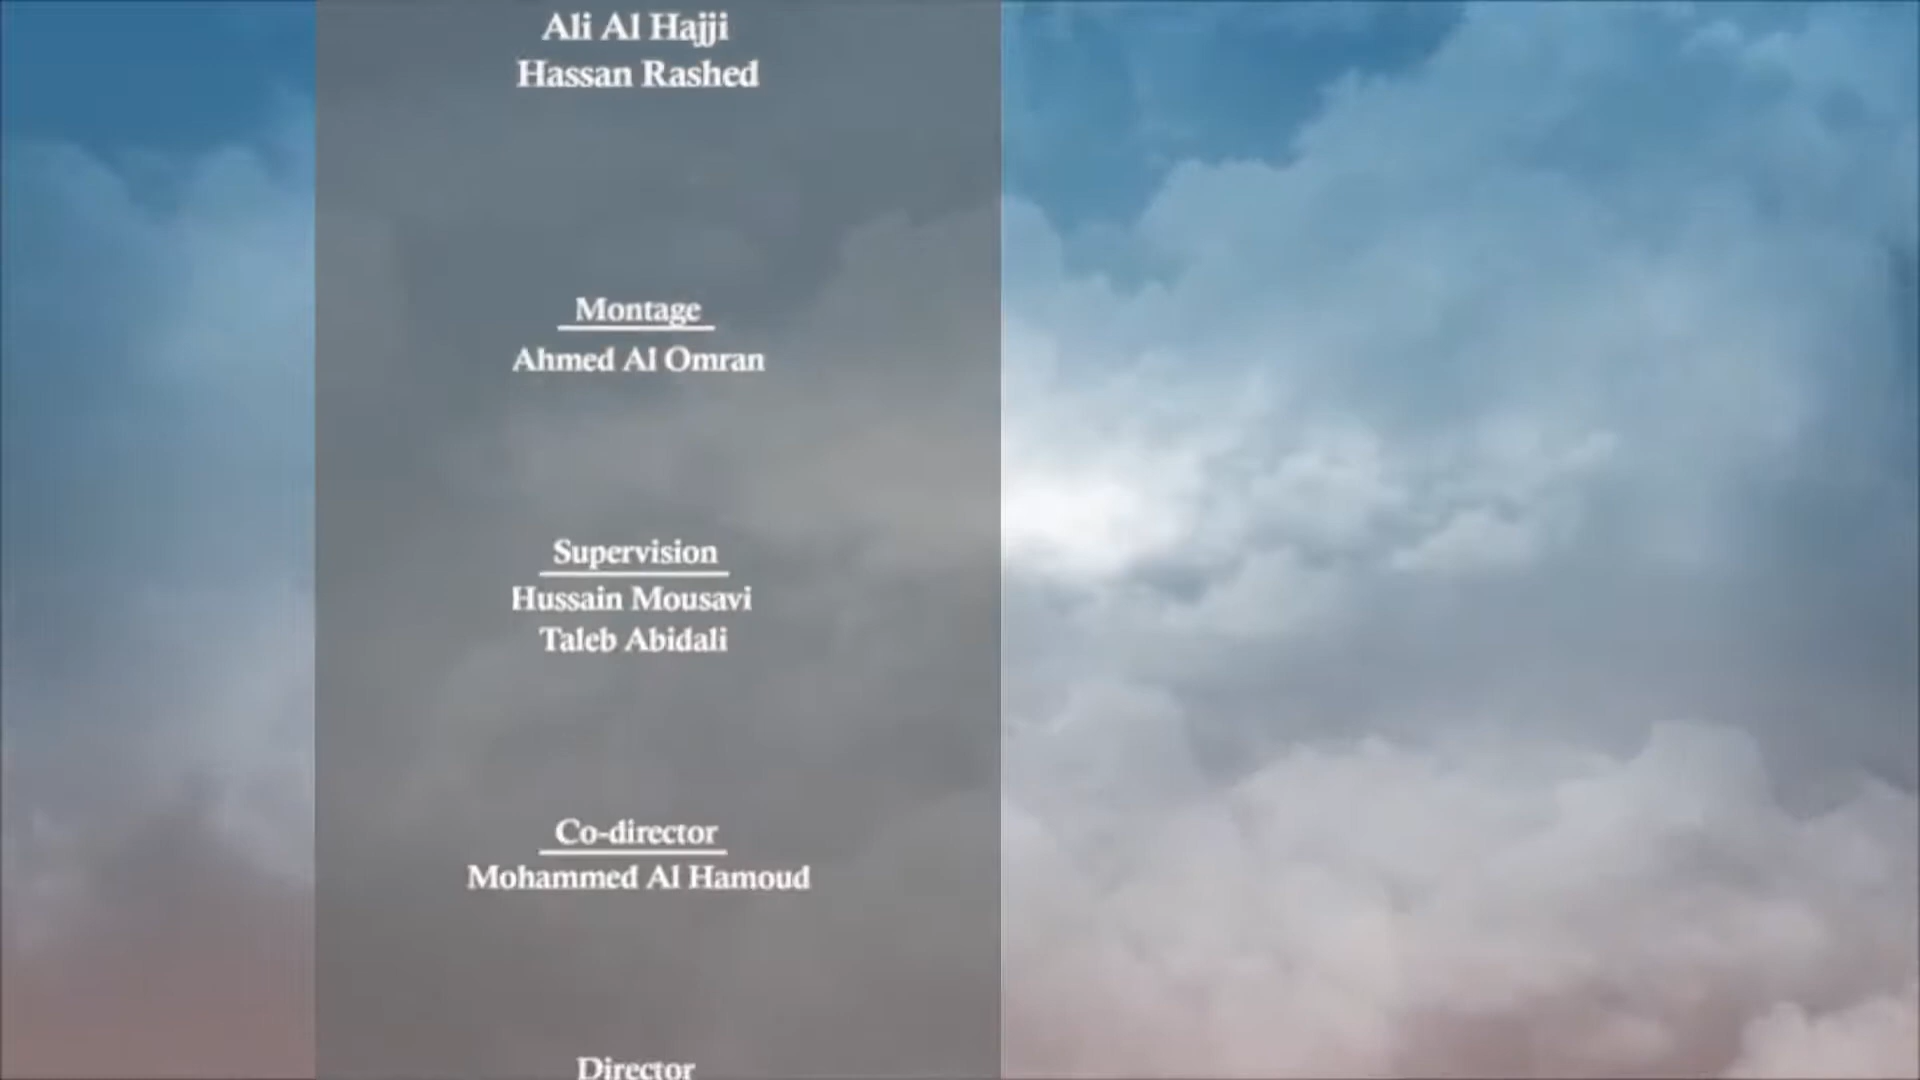 Ali Al Hajji
Hassan Rashed
Montage
Ahmed Al Omran
Supervision
Hussain Mousavi
Taleb Abidali
Co-director
Mohammed Al Hamoud
Director